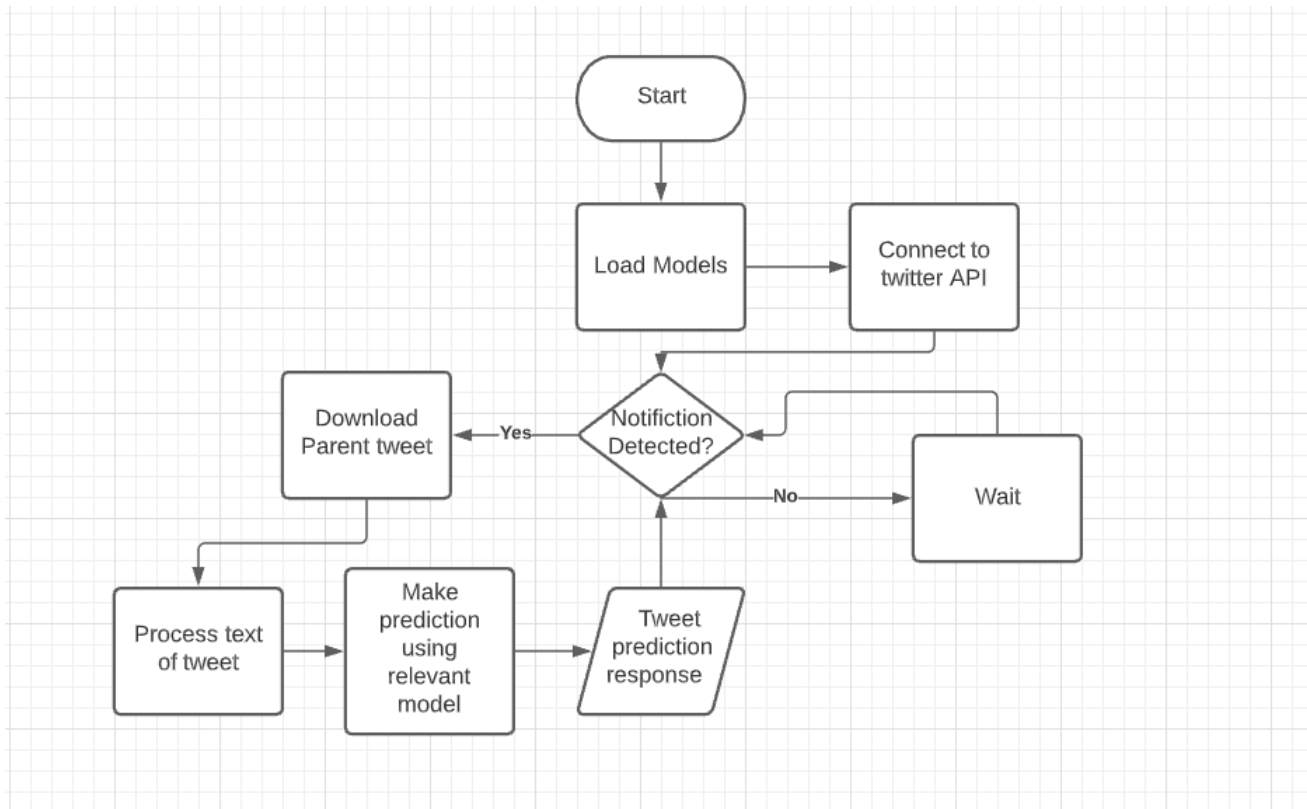 Start
Load Models
Connect to
twitter API
Notifiction
Detected?
Yes
Download
Parent tweet
No
Wait
Process text
of tweet
Make
prediction
using
relevant
model
Tweet
prediction
response